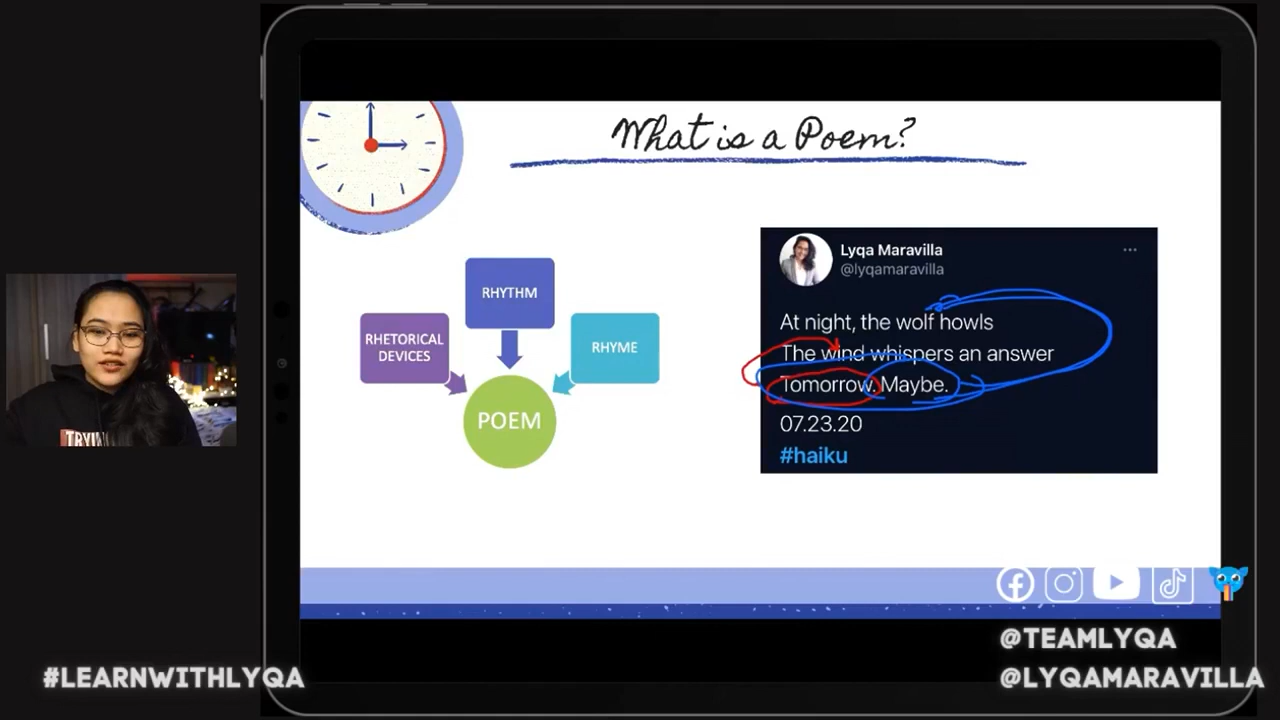 What is a Poem?
RHYTHM
RHETORICAL
DEVICES
RHYME
POEM
Lyqa Maravilla
@lyqamaravilla
At night, the wolf howls
The wind whispers an answer
Tomorrow. Maybe.
07.23.20
#haiku
TRYIN
@TEAMLYQA
#LEARNWITHLYQA
@LYQAMARAVILLA